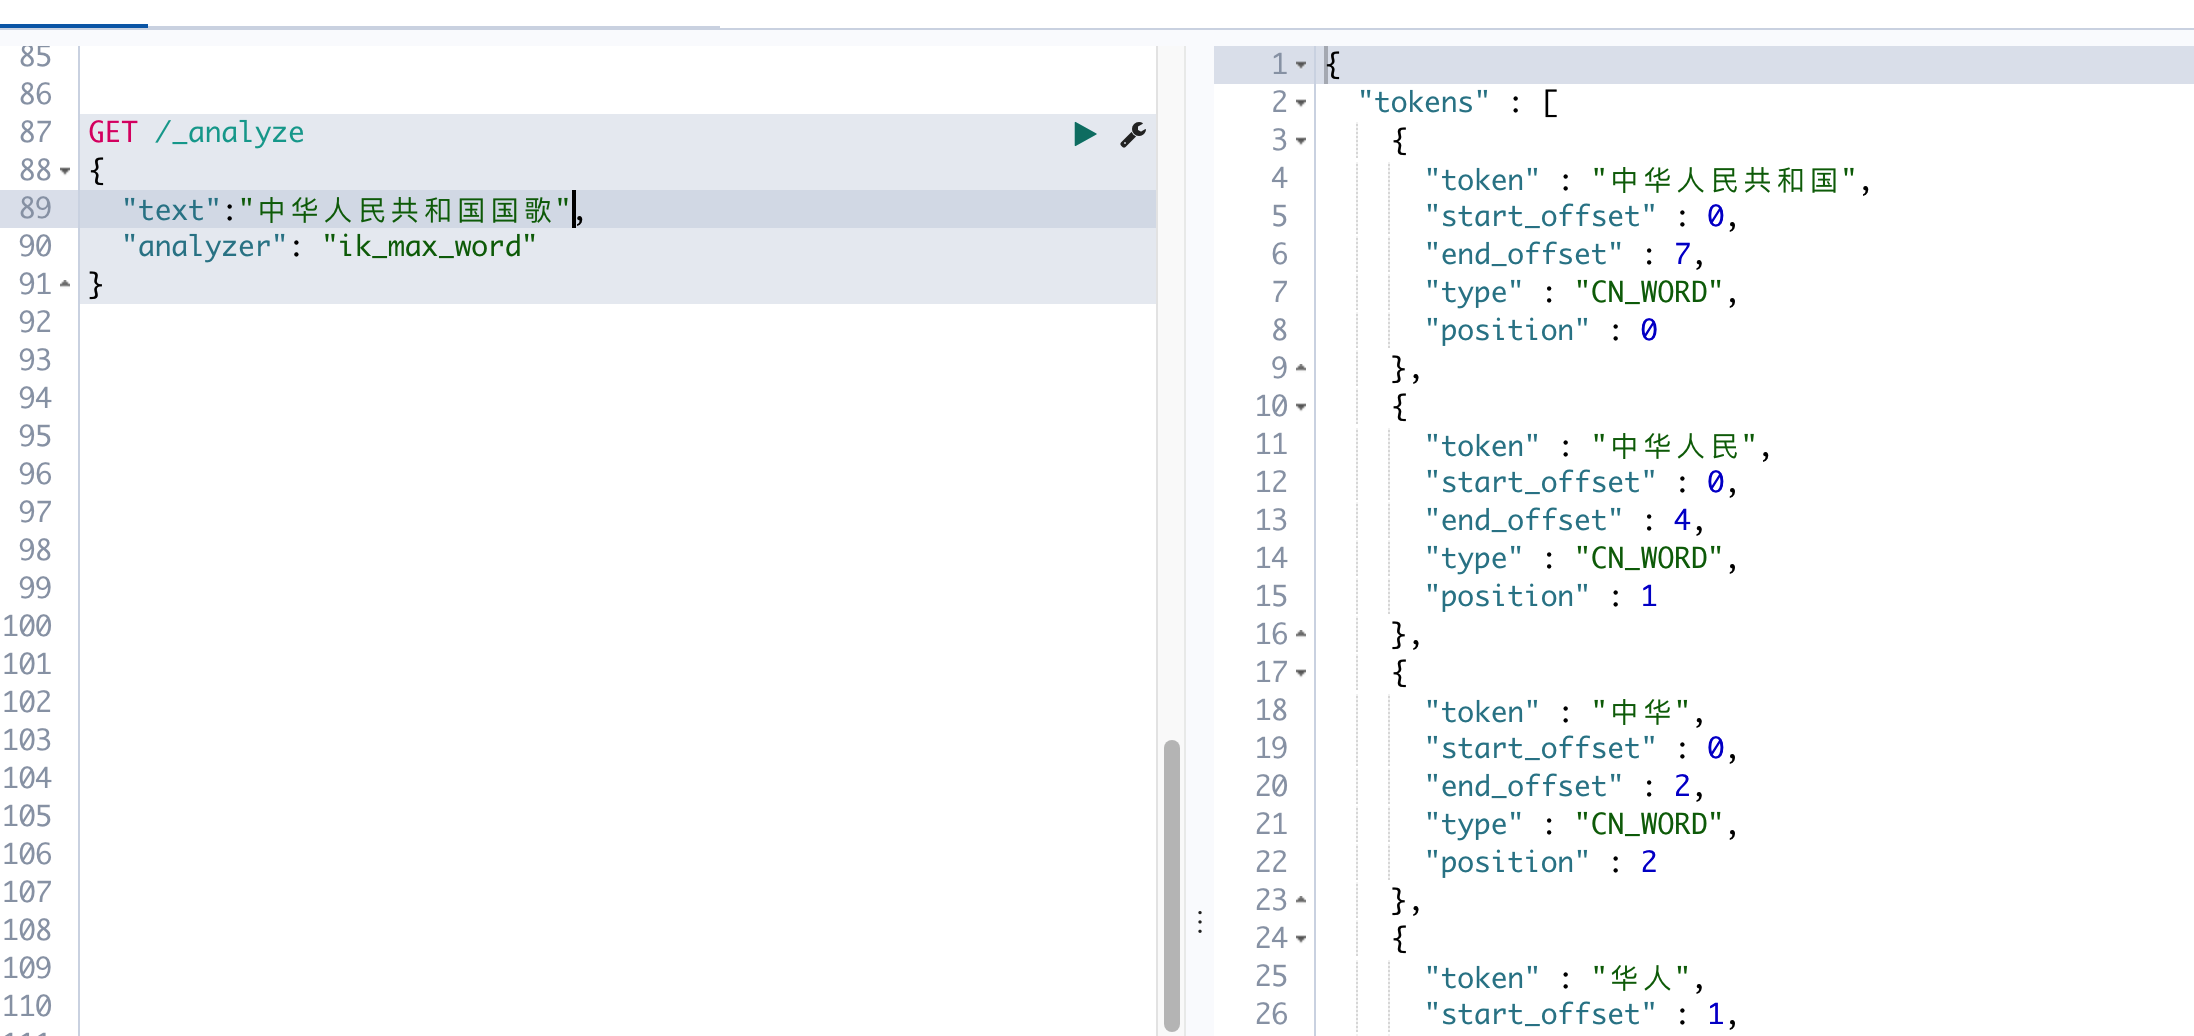 85
86
87 GET /_analyze
88 {
89 "text":"中华人民共和国国歌",
90 "analyzer": "ik_max_word"
91 }
92
93
94
95
96
97
98
99
100
101
102
103
104
105
106
107
108
109
110
1 {
2 "tokens" : [
3 {
4 "token" : "中华人民共和国",
5 "start_offset" : 0,
6 "end_offset" : 7,
7 "type" : "CN_WORD",
8 "position" : 0
9 },
10 {
11 "token" : "中华人民",
12 "start_offset" : 0,
13 "end_offset" : 4,
14 "type" : "CN_WORD",
15 "position" : 1
16 },
17 {
18 "token" : "中华",
19 "start_offset" : 0,
20 "end_offset" : 2,
21 "type" : "CN_WORD",
22 "position" : 2
23 },
24 {
25 "token" : "华人",
26 "start_offset" : 1,